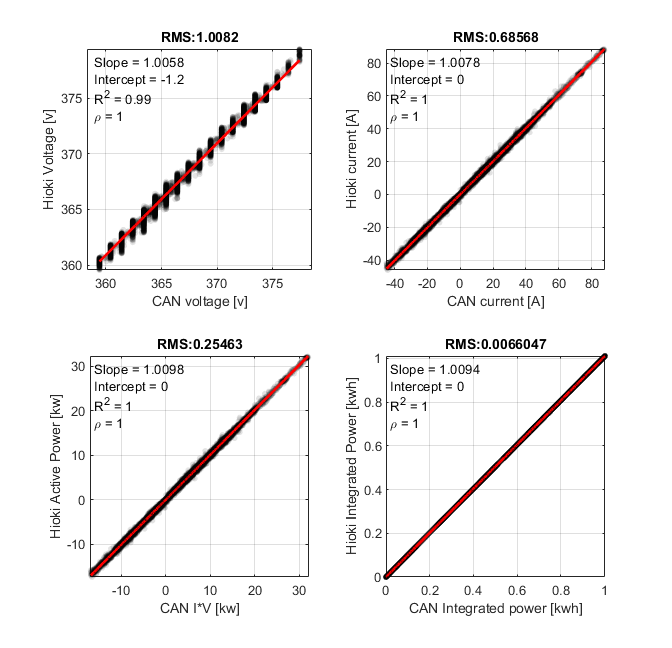 RMS:1.0082
Slope = 1.0058
Intercept = -1.2
R² = 0.99
ρ = 1
375
370
365
360
Hioki Voltage [v]
360
365
370
375
CAN voltage [v]
RMS:0.68568
Slope = 1.0078
Intercept = 0
R² = 1
ρ = 1
80
60
40
20
0
-20
-40
Hioki current [A]
-40
-20
0
20
40
60
80
CAN current [A]
RMS:0.25463
Slope = 1.0098
Intercept = 0
R² = 1
ρ = 1
30
20
10
0
-10
Hioki Active Power [kw]
-10
0
10
20
30
CAN I*V [kw]
RMS:0.0066047
Slope = 1.0094
Intercept = 0
R² = 1
ρ = 1
1
0.8
0.6
0.4
0.2
0
Hioki Integrated Power [kwh]
0
0.2
0.4
0.6
0.8
1
CAN Integrated power [kwh]